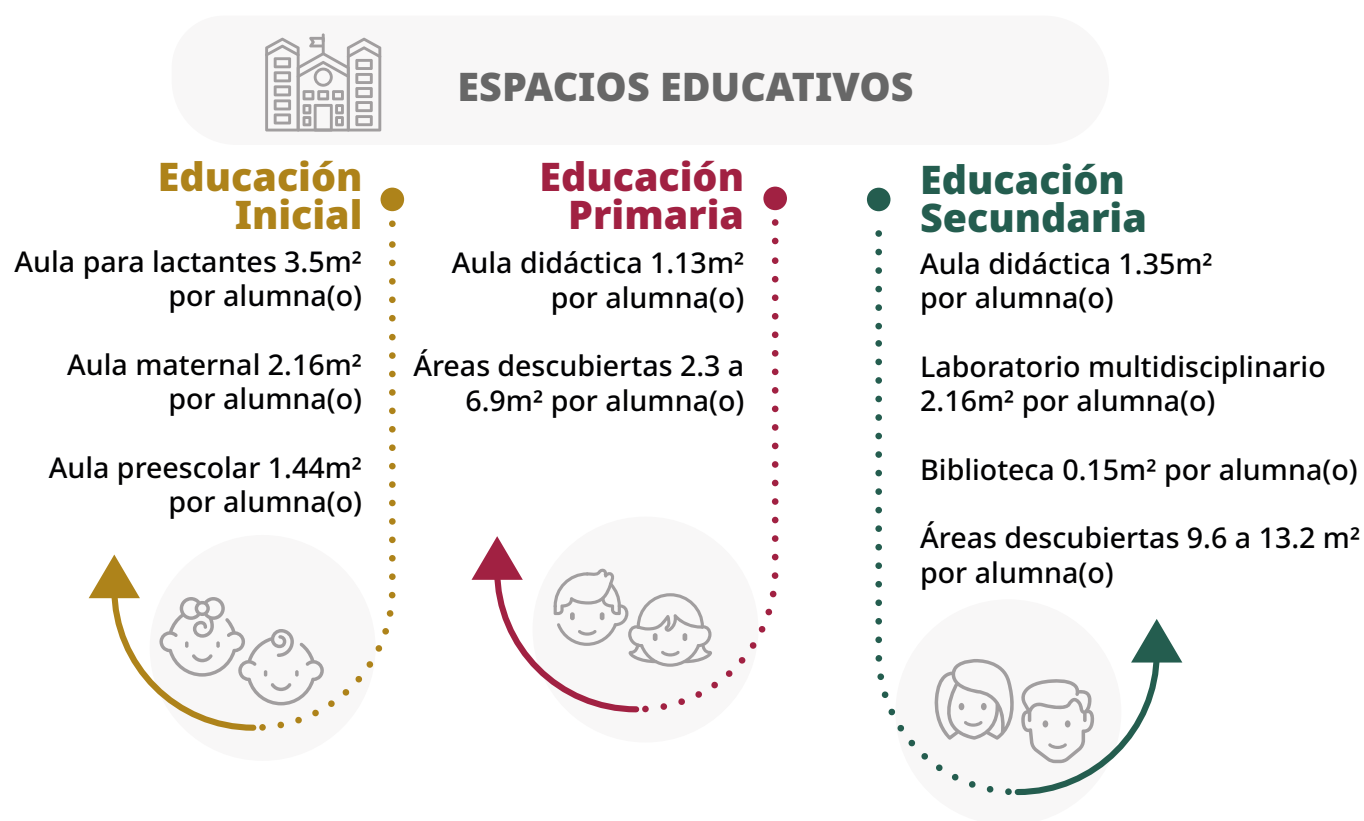 ESPACIOS EDUCATIVOS
Educación
Inicial
Aula para lactantes 3.5m²
por alumna(o)
Aula maternal 2.16m²
por alumna(o)
Aula preescolar 1.44m²
por alumna(o)
Educación
Primaria
Aula didáctica 1.13m²
por alumna(o)
Áreas descubiertas 2.3 a
6.9m² por alumna(o)
Educación
Secundaria
Aula didáctica 1.35m²
por alumna(o)
Laboratorio multidisciplinario
2.16m² por alumna(o)
Biblioteca 0.15m² por alumna(o)
Áreas descubiertas 9.6 a 13.2 m²
por alumna(o)